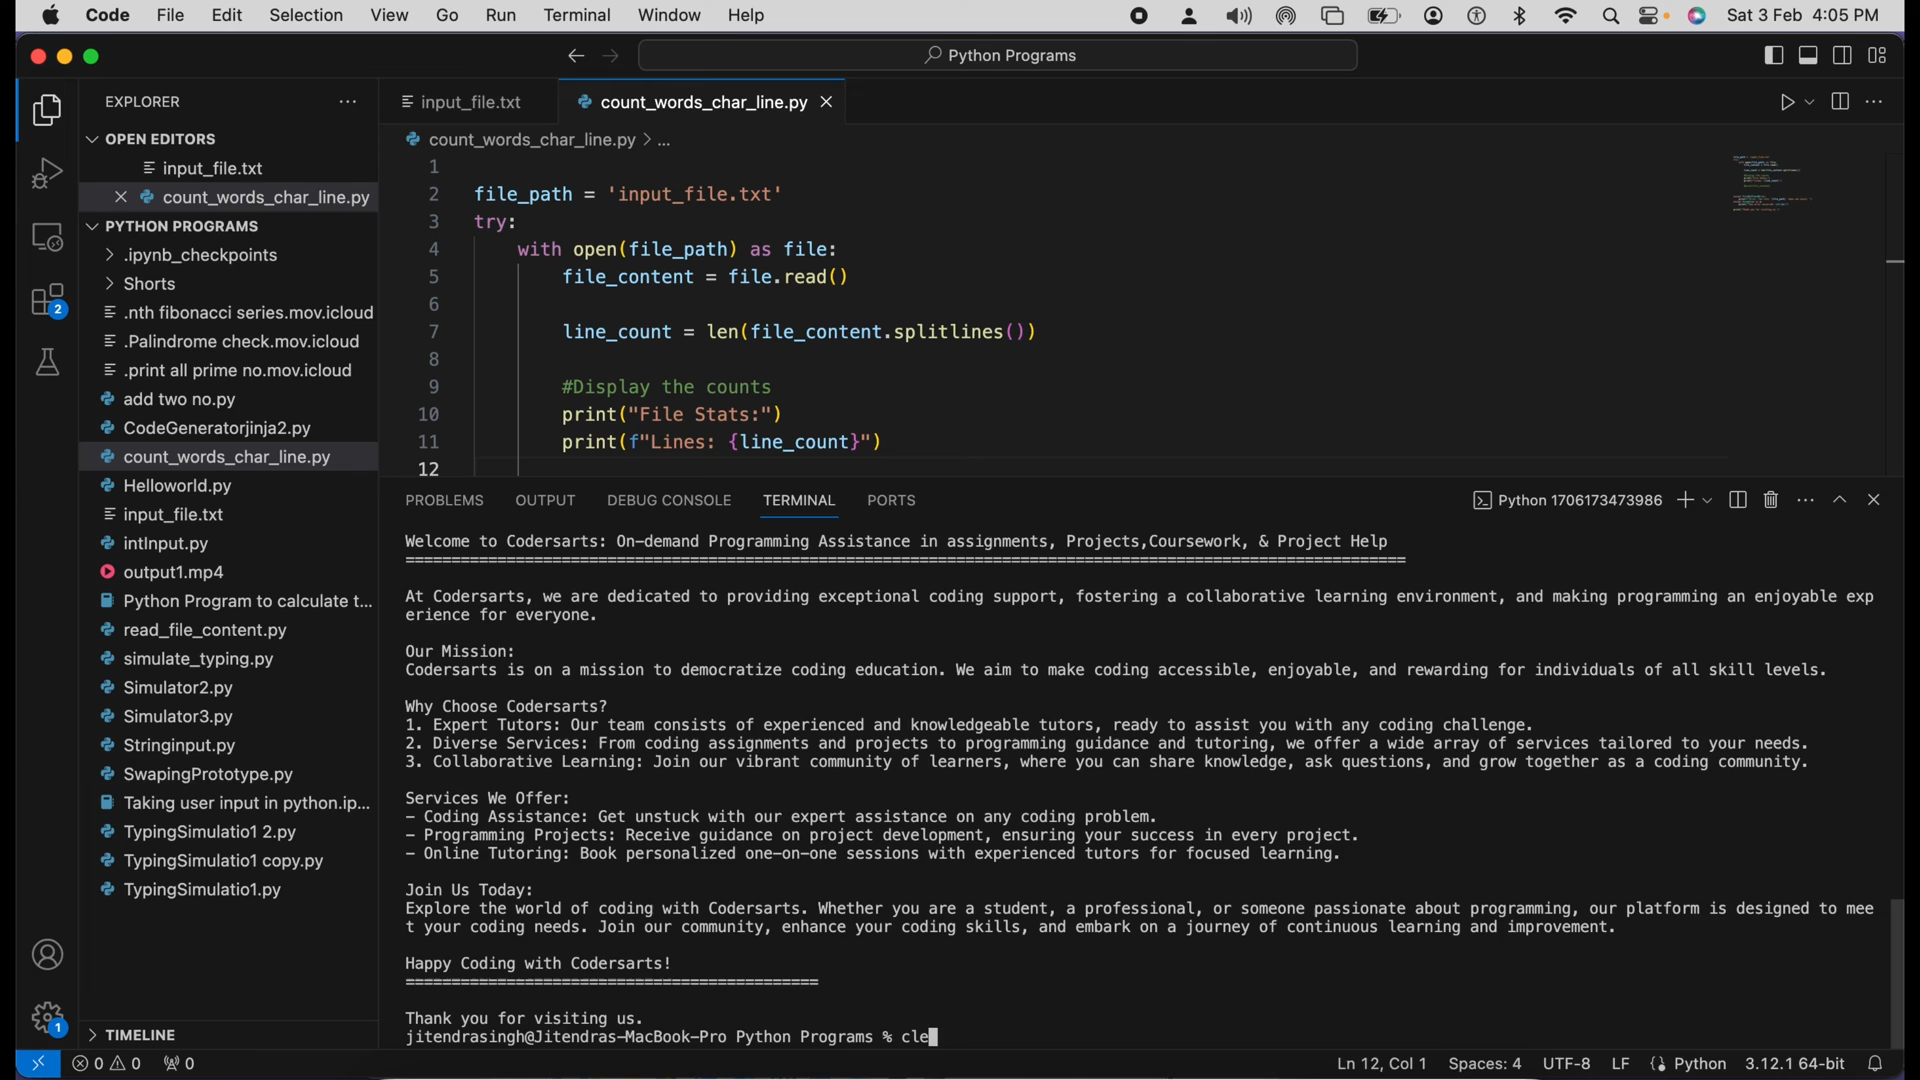 Code File Edit Selection View Go Run Terminal Window Help Sat 3 Feb 4:05 PM
Python Programs
EXPLORER
OPEN EDITORS
input_file.txt
count_words_char_line.py
PYTHON PROGRAMS
.ipynb_checkpoints
Shorts
.nth fibonacci series.mov.icloud
.Palindrome check.mov.icloud
.print all prime no.mov.icloud
add two no.py
CodeGeneratorjinja2.py
count_words_char_line.py
Helloworld.py
input_file.txt
intInput.py
output1.mp4
Python Program to calculate t...
read_file_content.py
simulate_typing.py
Simulator2.py
Simulator3.py
Stringinput.py
SwapingPrototype.py
Taking user input in python.ip...
TypingSimulatio1 2.py
TypingSimulatio1 copy.py
TypingSimulatio1.py
TIMELINE
2
1
input_file.txt count_words_char_line.py
count_words_char_line.py > ...
1
2 file_path = 'input_file.txt'
3 try:
4 with open(file_path) as file:
5 file_content = file.read()
6
7 line_count = len(file_content.splitlines())
8
9 #Display the counts
10 print("File Stats:")
11 print(f"Lines: {line_count}")
12
PROBLEMS OUTPUT DEBUG CONSOLE TERMINAL PORTS Python 1706173473986
Welcome to Codersarts: On-demand Programming Assistance in assignments, Projects,Coursework, & Project Help
=============================================================================================================
At Codersarts, we are dedicated to providing exceptional coding support, fostering a collaborative learning environment, and making programming an enjoyable exp
erience for everyone.
Our Mission:
Codersarts is on a mission to democratize coding education. We aim to make coding accessible, enjoyable, and rewarding for individuals of all skill levels.
Why Choose Codersarts?
1. Expert Tutors: Our team consists of experienced and knowledgeable tutors, ready to assist you with any coding challenge.
2. Diverse Services: From coding assignments and projects to programming guidance and tutoring, we offer a wide array of services tailored to your needs.
3. Collaborative Learning: Join our vibrant community of learners, where you can share knowledge, ask questions, and grow together as a coding community.
Services We Offer:
- Coding Assistance: Get unstuck with our expert assistance on any coding problem.
- Programming Projects: Receive guidance on project development, ensuring your success in every project.
- Online Tutoring: Book personalized one-on-one sessions with experienced tutors for focused learning.
Join Us Today:
Explore the world of coding with Codersarts. Whether you are a student, a professional, or someone passionate about programming, our platform is designed to mee
t your coding needs. Join our community, enhance your coding skills, and embark on a journey of continuous learning and improvement.
Happy Coding with Codersarts!
=============================================
Thank you for visiting us.
jitendrasingh@Jitendras-MacBook-Pro Python Programs % cle
0 0 0 Ln 12, Col 1 Spaces: 4 UTF-8 LF Python 3.12.1 64-bit